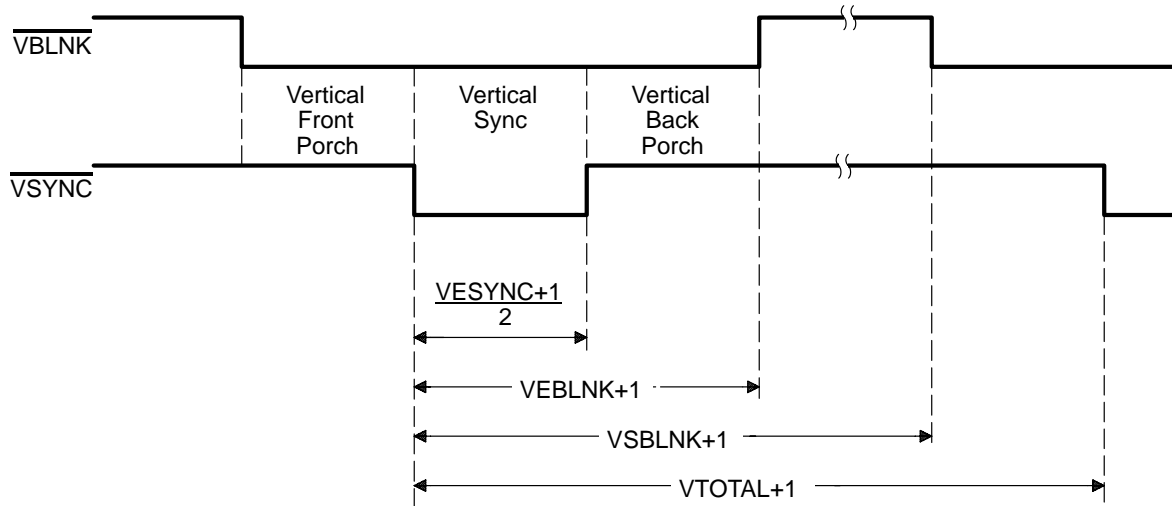 VBLNK
Vertical
Front
Porch
Vertical
Sync
Vertical
Back
Porch
VSYNC
VESYNC+1
2
VEBLNK+1
VSBLNK+1
VTOTAL+1